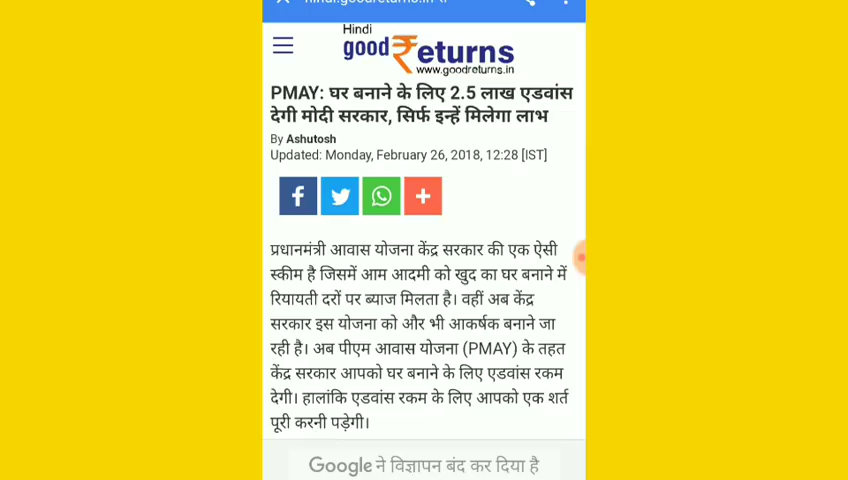 Hindi
good₹eturns
www.goodreturns.in
PMAY: घर बनाने के लिए 2.5 लाख एडवांस
देगी मोदी सरकार, सिर्फ इन्हें मिलेगा लाभ
By Ashutosh
Updated: Monday, February 26, 2018, 12:28 [IST]
प्रधानमंत्री आवास योजना केंद्र सरकार की एक ऐसी
स्कीम है जिसमें आम आदमी को खुद का घर बनाने में
रियायती दरों पर ब्याज मिलता है। वहीं अब केंद्र
सरकार इस योजना को और भी आकर्षक बनाने जा
रही है। अब पीएम आवास योजना (PMAY) के तहत
केंद्र सरकार आपको घर बनाने के लिए एडवांस रकम
देगी। हालांकि एडवांस रकम के लिए आपको एक शर्त
पूरी करनी पड़ेगी।
Google ने विज्ञापन बंद कर दिया है